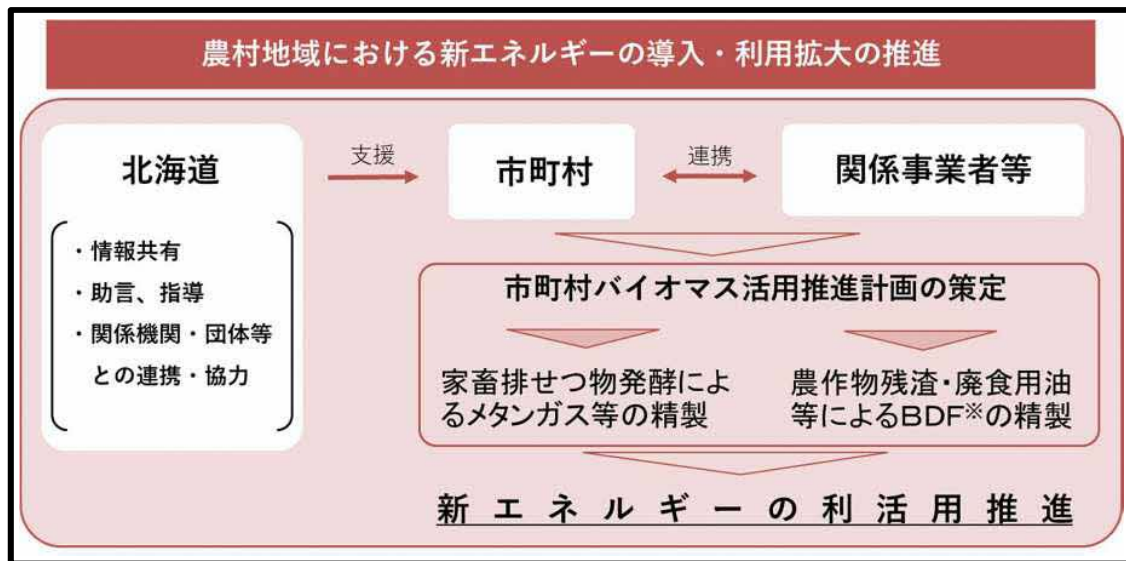 農村地域における新エネルギーの導入・利用拡大の推進
北海道
・情報共有
・助言、指導
・関係機関・団体等
との連携・協力
支援
市町村
連携
関係事業者等
市町村バイオマス活用推進計画の策定
家畜排せつ物発酵によ
るメタンガス等の精製
農作物残渣・廃食用油
等によるBDF※の精製
新エネルギーの利活用推進